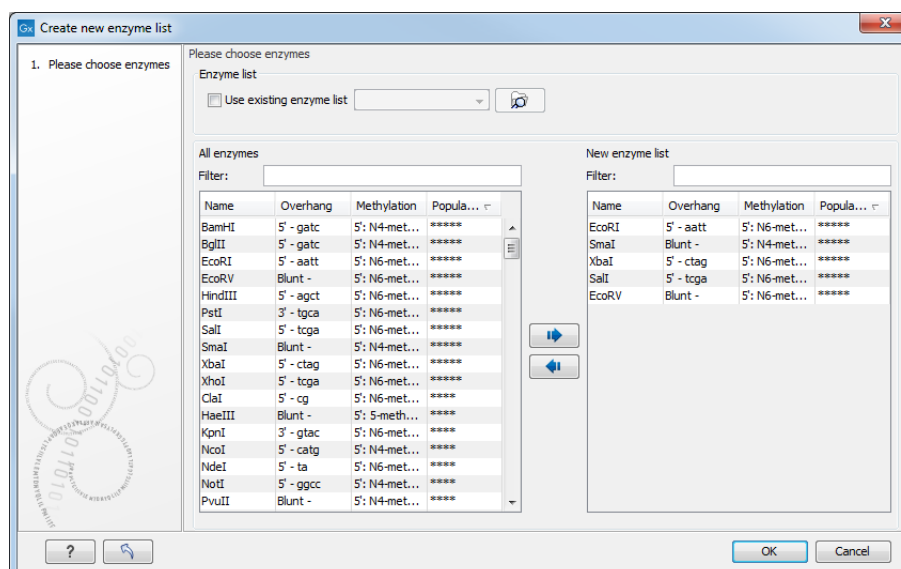 Gx Create new enzyme list
1. Please choose enzymes
Please choose enzymes
Enzyme list
Use existing enzyme list
All enzymes
Filter:
Name Overhang Methylation Popula...
BamHI 5' - gatc 5': N4-met... *****
BglII 5' - gatc 5': N4-met... *****
EcoRI 5' - aatt 5': N6-met... *****
EcoRV Blunt - 5': N6-met... *****
HindIII 5' - agct 5': N6-met... *****
PstI 3' - tgca 5': N6-met... *****
SalI 5' - tcga 5': N6-met... *****
SmaI Blunt - 5': N4-met... *****
XbaI 5' - ctag 5': N6-met... *****
XhoI 5' - tcga 5': N6-met... *****
ClaI 5' - cg 5': N6-met... ****
HaeIII Blunt - 5': 5-meth... ****
KpnI 3' - gtac 5': N6-met... ****
NcoI 5' - catg 5': N4-met... ****
NdeI 5' - ta 5': N6-met... ****
NotI 5' - ggcc 5': N4-met... ****
PvuII Blunt - 5': N4-met... ****
New enzyme list
Filter:
Name Overhang Methylation Popula...
EcoRI 5' - aatt 5': N6-met... *****
SmaI Blunt - 5': N4-met... *****
XbaI 5' - ctag 5': N6-met... *****
SalI 5' - tcga 5': N6-met... *****
EcoRV Blunt - 5': N6-met... *****
?
OK
Cancel